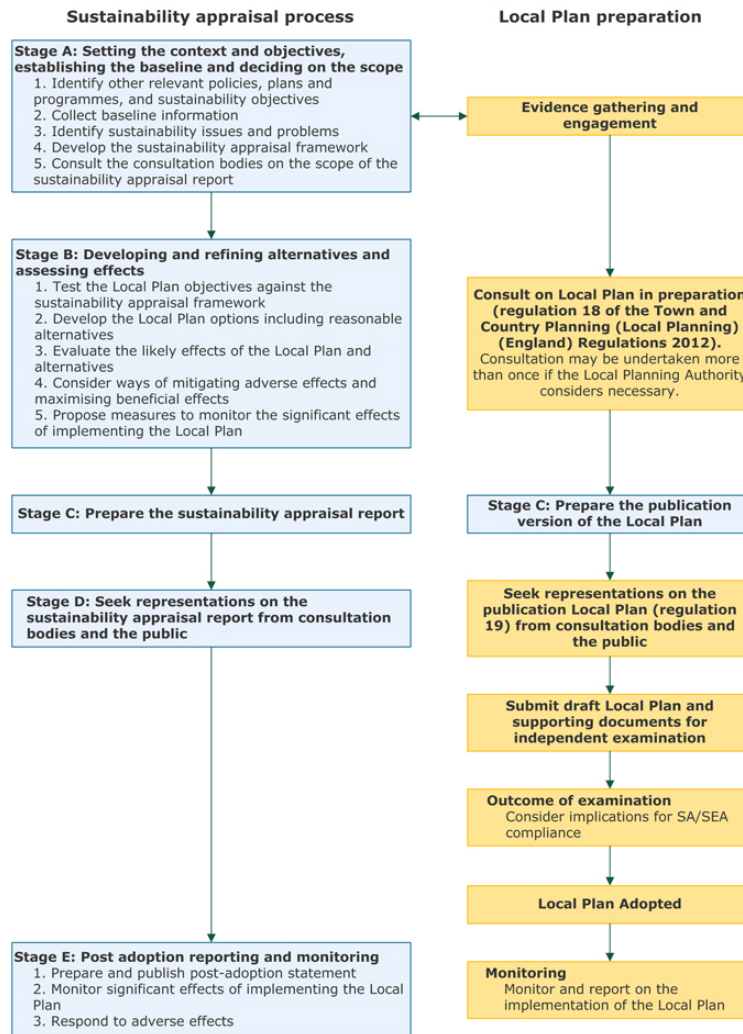 Sustainability appraisal process
Stage A: Setting the context and objectives,
establishing the baseline and deciding on the scope
1. Identify other relevant policies, plans and
programmes, and sustainability objectives
2. Collect baseline information
3. Identify sustainability issues and problems
4. Develop the sustainability appraisal framework
5. Consult the consultation bodies on the scope of the
sustainability appraisal report
Stage B: Developing and refining alternatives and
assessing effects
1. Test the Local Plan objectives against the
sustainability appraisal framework
2. Develop the Local Plan options including reasonable
alternatives
3. Evaluate the likely effects of the Local Plan and
alternatives
4. Consider ways of mitigating adverse effects and
maximising beneficial effects
5. Propose measures to monitor the significant effects
of implementing the Local Plan
Stage C: Prepare the sustainability appraisal report
Stage D: Seek representations on the
sustainability appraisal report from consultation
bodies and the public
Stage E: Post adoption reporting and monitoring
1. Prepare and publish post-adoption statement
2. Monitor significant effects of implementing the Local
Plan
3. Respond to adverse effects
Local Plan preparation
Evidence gathering and
engagement
Consult on Local Plan in preparation
(regulation 18 of the Town and
Country Planning (Local Planning)
(England) Regulations 2012).
Consultation may be undertaken more
than once if the Local Planning Authority
considers necessary.
Stage C: Prepare the publication
version of the Local Plan
Seek representations on the
publication Local Plan (regulation
19) from consultation bodies and
the public
Submit draft Local Plan and
supporting documents for
independent examination
Outcome of examination
Consider implications for SA/SEA
compliance
Local Plan Adopted
Monitoring
Monitor and report on the
implementation of the Local Plan